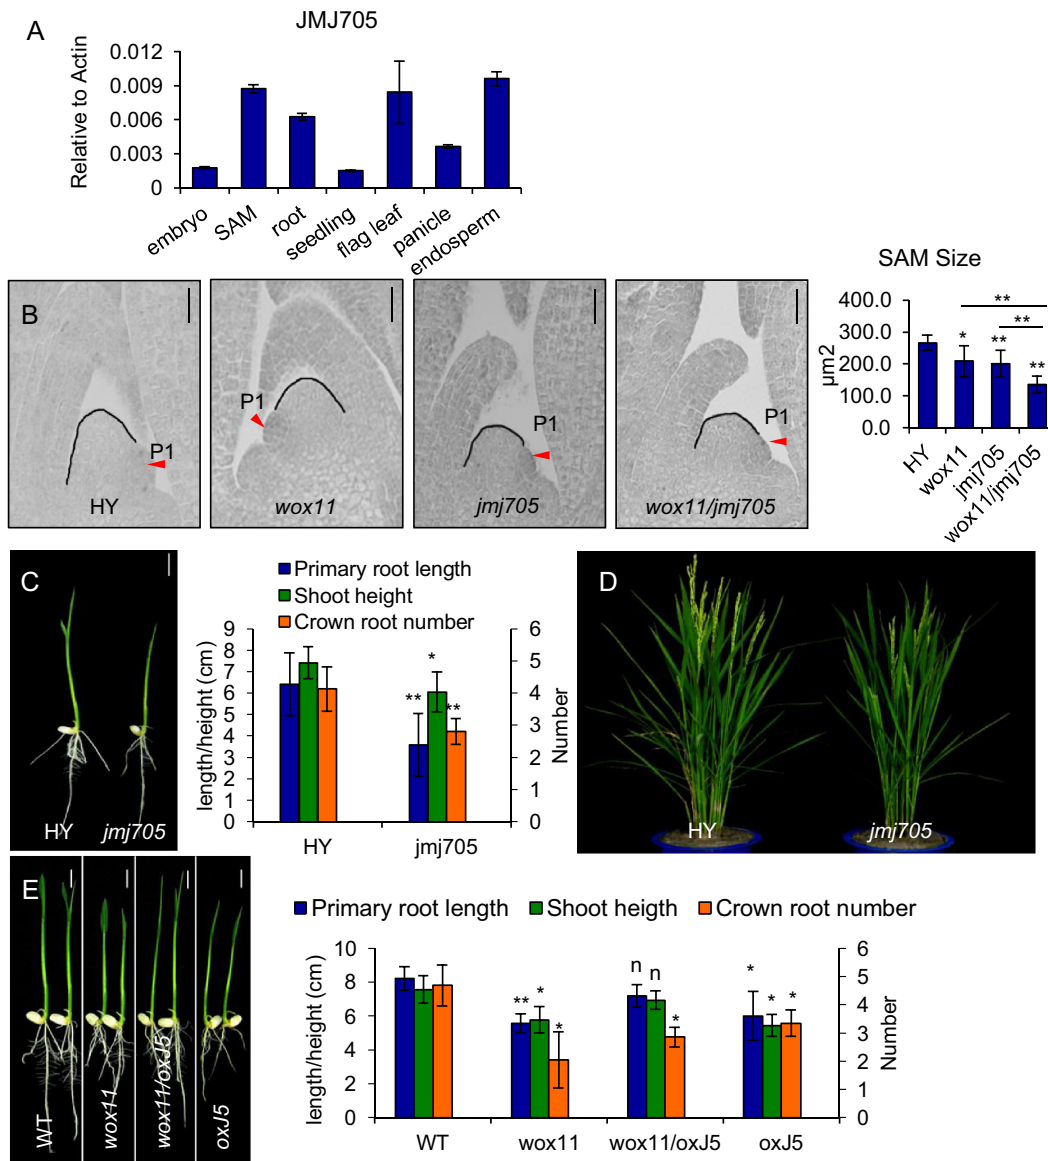 A
JMJ705
Relative to Actin
0.012
0.009
0.006
0.003
0
embryo
SAM
root
seedling
flag leaf
panicle
endosperm
B
P1
HY
P1
wox11
P1
jmj705
P1
wox11/jmj705
SAM Size
µm2
400.0
300.0
200.0
100.0
0.0
*
**
**
**
**
HY
wox11
jmj705
wox11/jmj705
C
HY
jmj705
Primary root length
Shoot height
Crown root number
length/height (cm)
9
8
7
6
5
4
3
2
1
0
**
*
**
6
5
4
3
2
1
0
Number
HY
jmj705
D
HY
jmj705
E
WT
wox11
wox11/oxJ5
oxJ5
Primary root length
Shoot heigth
Crown root number
length/height (cm)
10
8
6
4
2
0
**
*
*
n
n
*
*
*
*
6
5
4
3
2
1
0
Number
WT
wox11
wox11/oxJ5
oxJ5